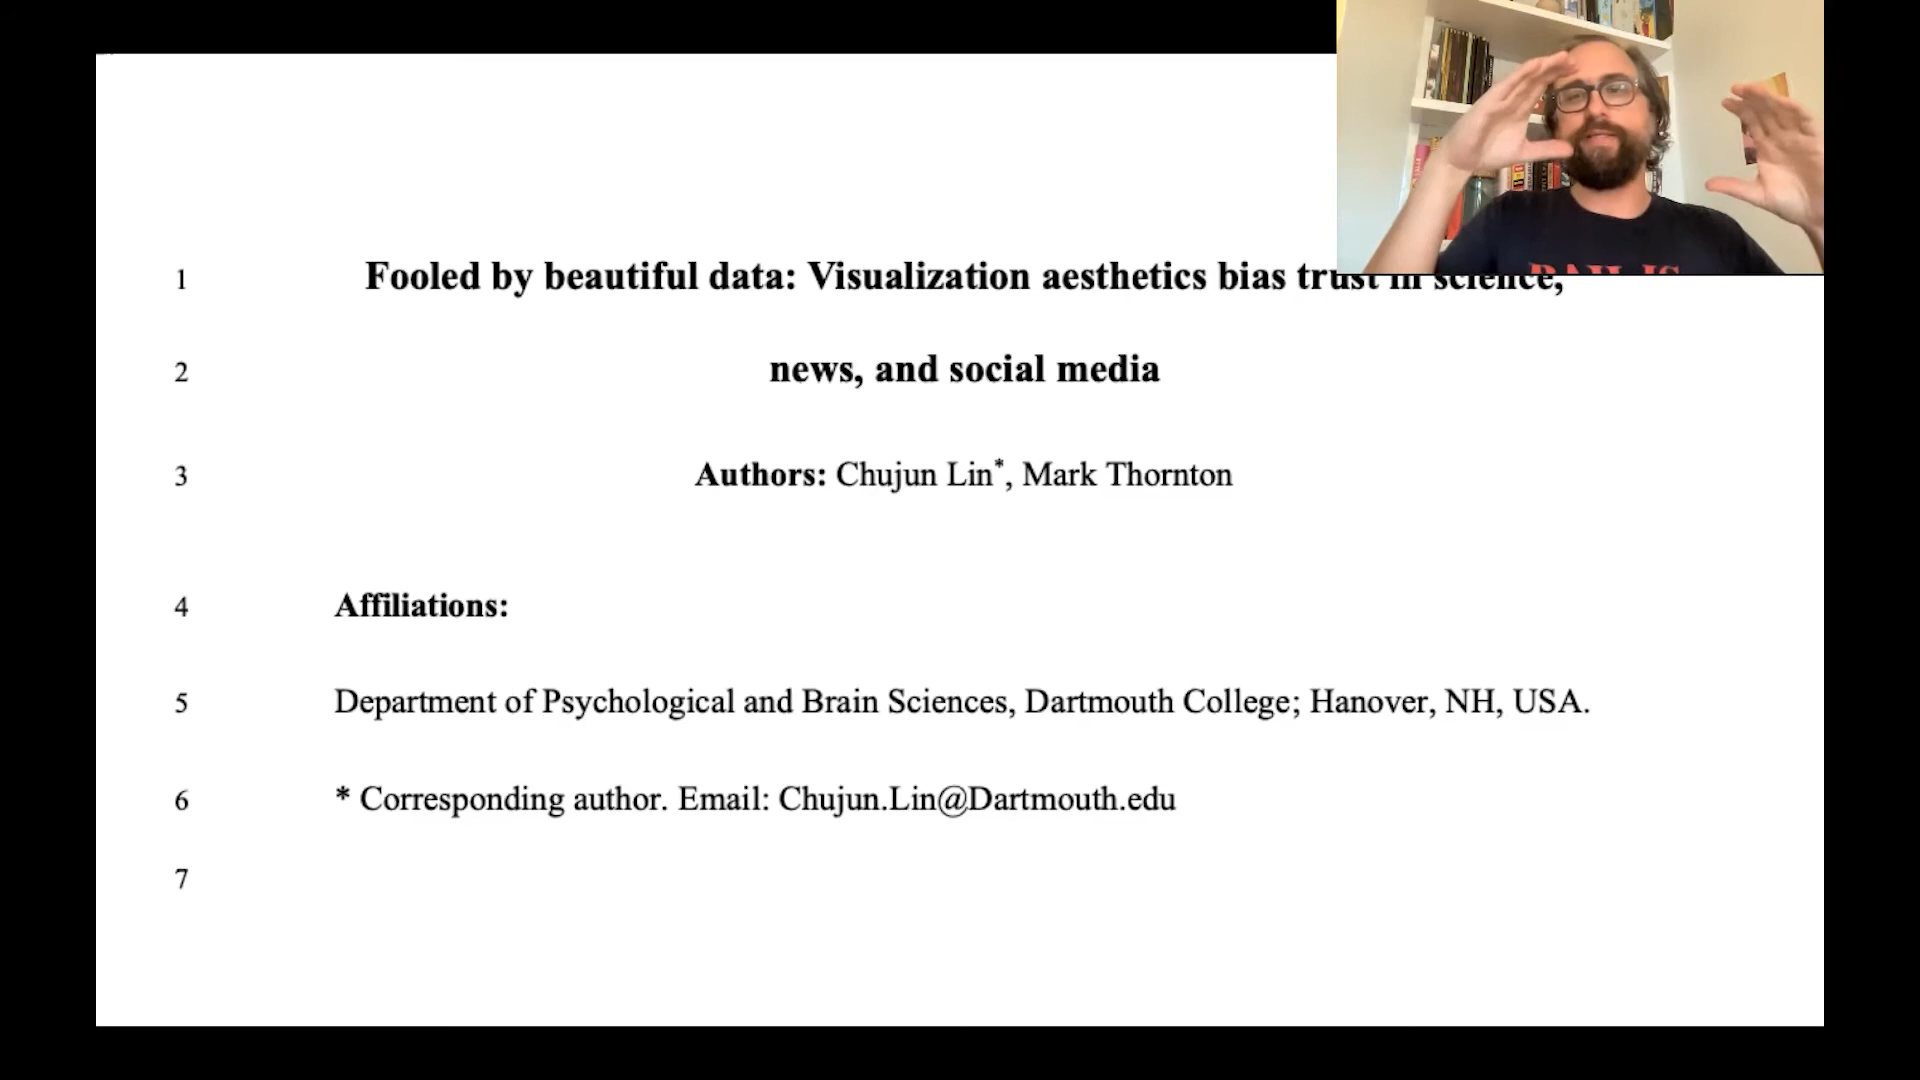 1 Fooled by beautiful data: Visualization aesthetics bias trust in science,
2 news, and social media
3 Authors: Chujun Lin*, Mark Thornton
4 Affiliations:
5 Department of Psychological and Brain Sciences, Dartmouth College; Hanover, NH, USA.
6 * Corresponding author. Email: Chujun.Lin@Dartmouth.edu
7